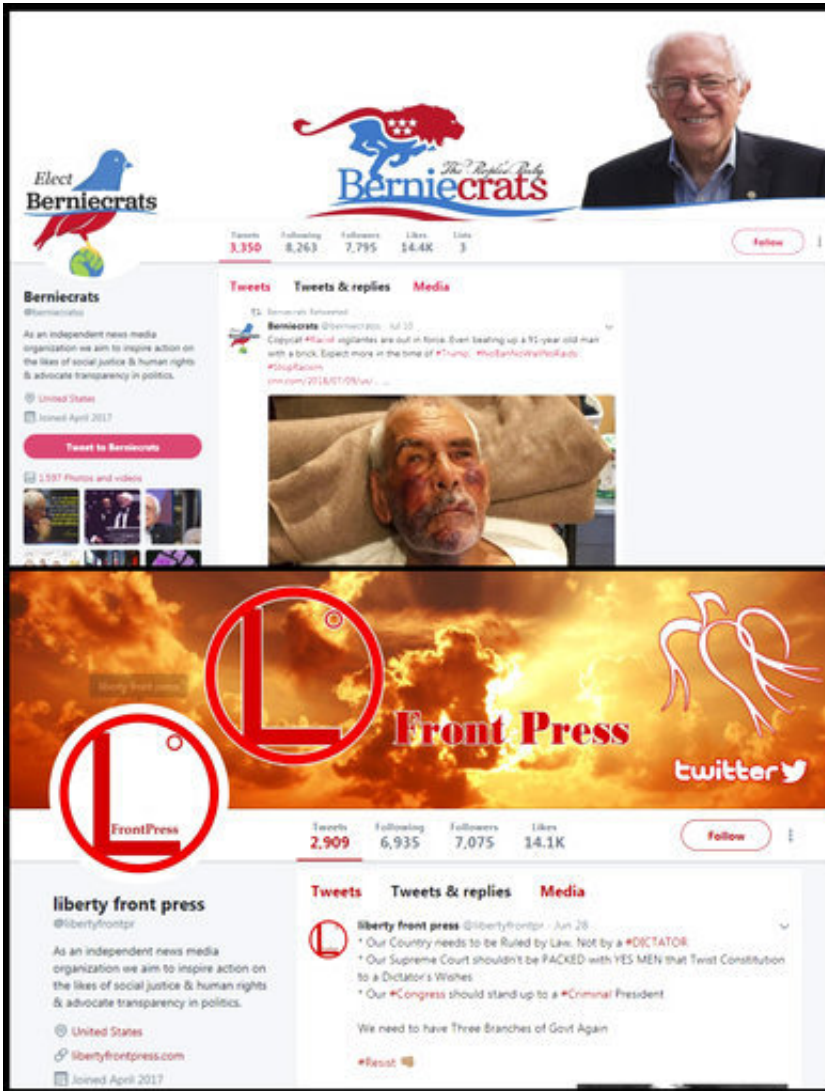 Elect
Berniecrats
The People's Party
Berniecrats
Tweets Following Followers Likes Lists
3,350 8,263 7,795 14.4K 3
Follow
Berniecrats
@berniecratss
As an independent news media
organization we aim to inspire action on
the likes of social justice & human rights
& advocate transparency in politics.
United States
Joined April 2017
Tweet to Berniecrats
1,597 Photos and videos
Tweets Tweets & replies Media
Berniecrats Retweeted
Berniecrats @berniecratss · Jul 10
Copycat #Racist vigilantes are out in force. Even beating up a 91-year old man
with a brick. Expect more in the time of #Trump. #NoBanNoWallNoRaids
#StopRacism
cnn.com/2018/07/09/us/...
liberty front press
L
Front Press
twitter
L
FrontPress
Tweets Following Followers Likes
2,909 6,935 7,075 14.1K
Follow
liberty front press
@libertyfrontpr
As an independent news media
organization we aim to inspire action on
the likes of social justice & human rights
& advocate transparency in politics.
United States
libertyfrontpress.com
Joined April 2017
Tweets Tweets & replies Media
liberty front press @libertyfrontpr · Jun 28
* Our Country needs to be Ruled by Law. Not by a #DICTATOR
* Our Supreme Court shouldn't be PACKED with YES MEN that Twist Constitution
to a Dictator's Wishes
* Our #Congress should stand up to a #Criminal President
We need to have Three Branches of Govt Again
#Resist